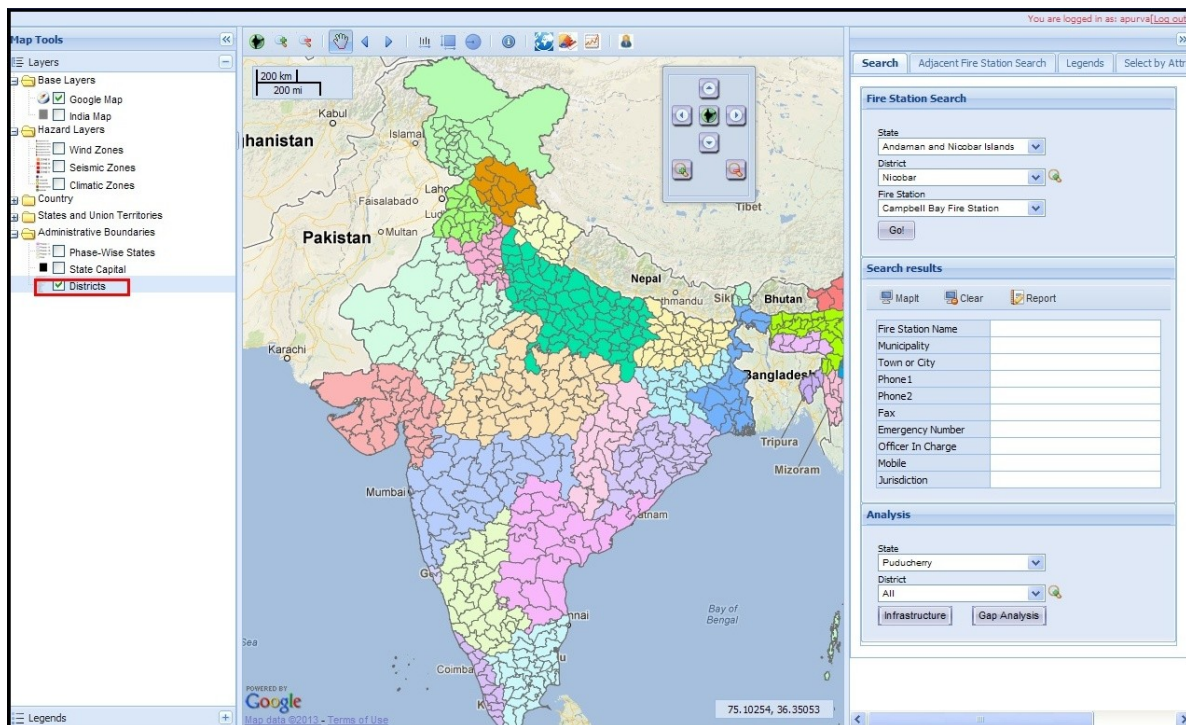 You are logged in as: apurva[Log out
Map Tools
Layers
Base Layers
Google Map
India Map
Hazard Layers
Wind Zones
Seismic Zones
Climatic Zones
Country
States and Union Territories
Administrative Boundaries
Phase-Wise States
State Capital
Districts
Legends
200 km
200 mi
Kabul
hanistan
Islamal
Faisalabad
Laho
Lud
Pakistan
Multan
Tibet
Nepal
thmandu
Sik
Bhutan
Karachi
Bangladesh
Tripura
Mizoram
Mumbai
atnam
Go
Bay of
Bengal
nnai
Sea
Coimba
u
K
POWERED BY
Google
Map data ©2013 - Terms of Use
75.10254, 36.35053
Search
Adjacent Fire Station Search
Legends
Select by Attr
Fire Station Search
State
Andaman and Nicobar Islands
District
Nicobar
Fire Station
Campbell Bay Fire Station
Go!
Search results
MapIt
Clear
Report
Fire Station Name
Municipality
Town or City
Phone1
Phone2
Fax
Emergency Number
Officer In Charge
Mobile
Jurisdiction
Analysis
State
Puducherry
District
All
Infrastructure
Gap Analysis